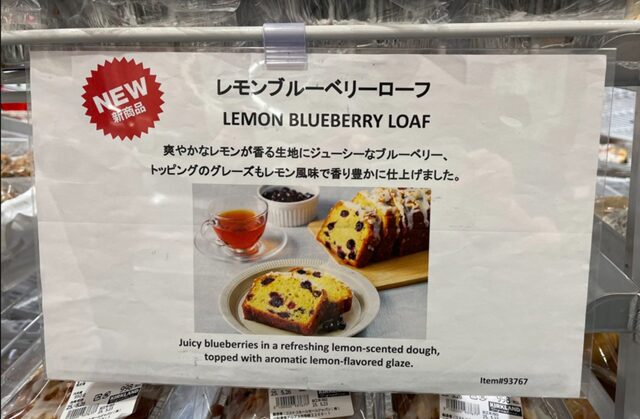 NEW
新商品
レモンブルーベリーローフ
LEMON BLUEBERRY LOAF
爽やかなレモンが香る生地にジューシーなブルーベリー、
トッピングのグレーズもレモン風味で香り豊かに仕上げました。
Juicy blueberries in a refreshing lemon-scented dough,
topped with aromatic lemon-flavored glaze.
Item#93767
998
KIRKLAND
KIRKLAND